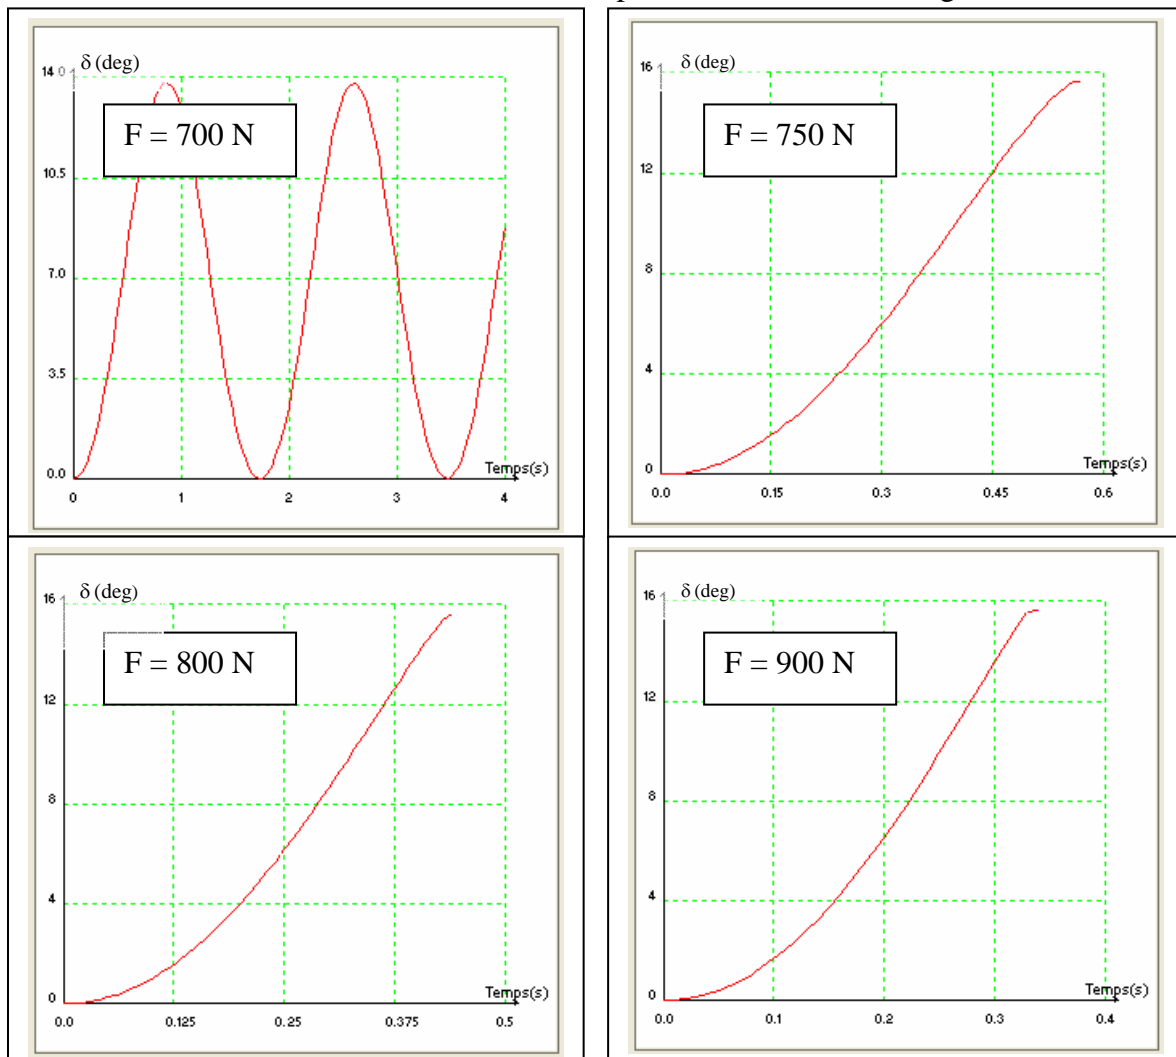 δ (deg)
14.0
F = 700 N
10.5
7.0
3.5
0.0
Temps(s)
0 1 2 3 4
δ (deg)
16
F = 750 N
12
8
4
0
Temps(s)
0.0 0.15 0.3 0.45 0.6
δ (deg)
16
F = 800 N
12
8
4
0
Temps(s)
0.0 0.125 0.25 0.375 0.5
δ (deg)
16
F = 900 N
12
8
4
0
Temps(s)
0.0 0.1 0.2 0.3 0.4